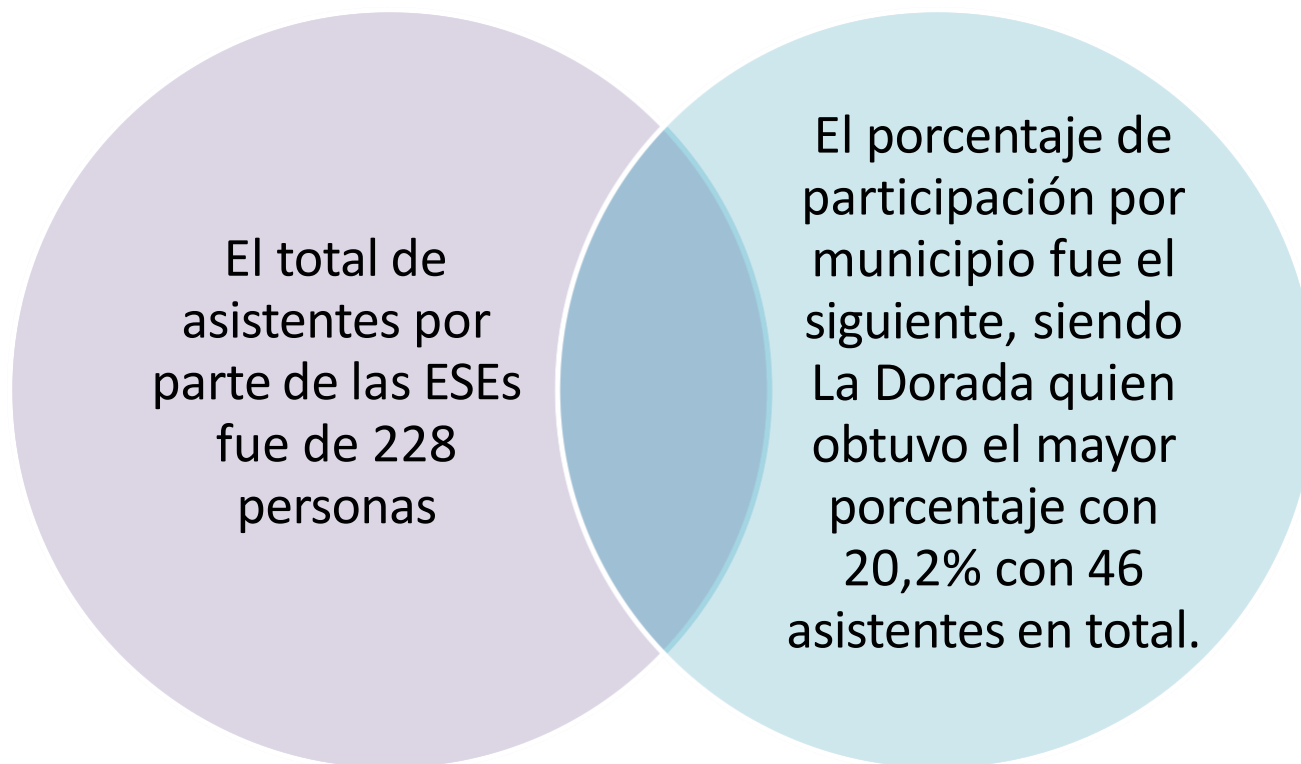 El total de
asistentes por
parte de las ESEs
fue de 228
personas
El porcentaje de
participación por
municipio fue el
siguiente, siendo
La Dorada quien
obtuvo el mayor
porcentaje con
20,2% con 46
asistentes en total.